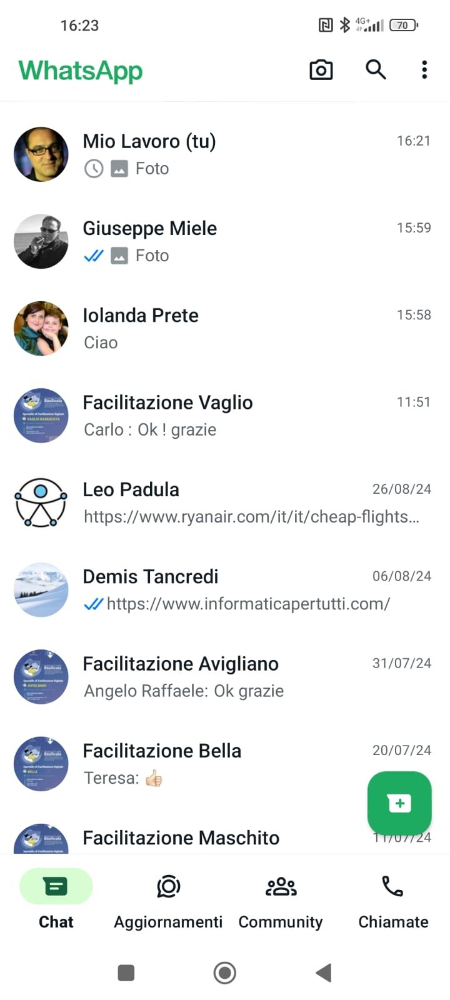 16:23
4G+
70
WhatsApp
Mio Lavoro (tu)
16:21
Foto
Giuseppe Miele
15:59
Foto
Iolanda Prete
15:58
Ciao
Facilitazione Vaglio
11:51
Carlo : Ok ! grazie
Leo Padula
26/08/24
https://www.ryanair.com/it/it/cheap-flights...
Demis Tancredi
06/08/24
https://www.informaticapertutti.com/
Facilitazione Avigliano
31/07/24
Angelo Raffaele: Ok grazie
Facilitazione Bella
20/07/24
Teresa: 👍🏻
Facilitazione Maschito
11/07/24
Chat
Aggiornamenti
Community
Chiamate